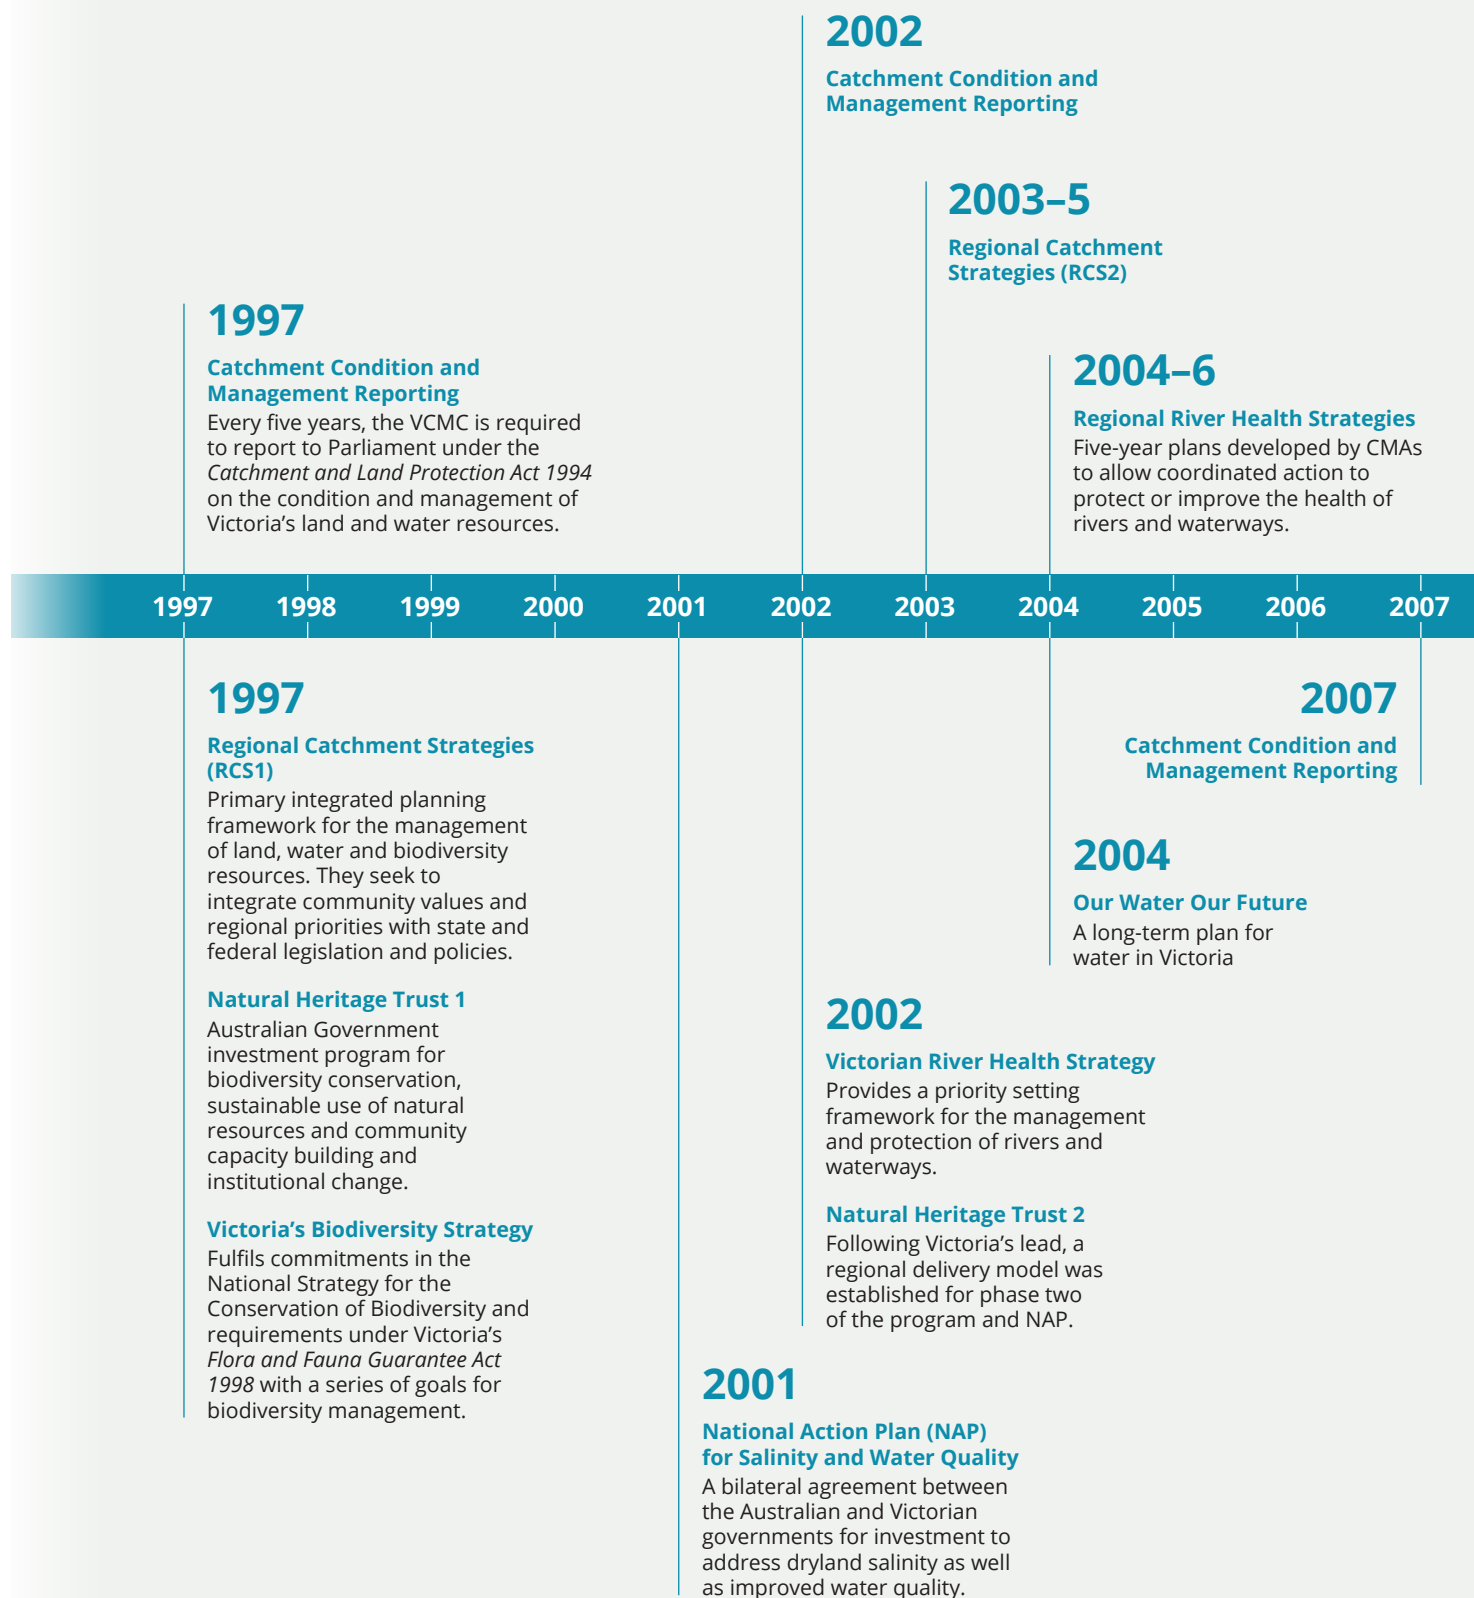 2002
Catchment Condition and
Management Reporting
2003–5
Regional Catchment
Strategies (RCS2)
1997
Catchment Condition and
Management Reporting
Every five years, the VCMC is required
to report to Parliament under the
Catchment and Land Protection Act 1994
on the condition and management of
Victoria’s land and water resources.
2004–6
Regional River Health Strategies
Five-year plans developed by CMAs
to allow coordinated action to
protect or improve the health of
rivers and waterways.
1997 1998 1999 2000 2001 2002 2003 2004 2005 2006 2007
1997
Regional Catchment Strategies
(RCS1)
Primary integrated planning
framework for the management
of land, water and biodiversity
resources. They seek to
integrate community values and
regional priorities with state and
federal legislation and policies.
Natural Heritage Trust 1
Australian Government
investment program for
biodiversity conservation,
sustainable use of natural
resources and community
capacity building and
institutional change.
Victoria’s Biodiversity Strategy
Fulfils commitments in the
National Strategy for the
Conservation of Biodiversity and
requirements under Victoria’s
Flora and Fauna Guarantee Act
1998 with a series of goals for
biodiversity management.
2007
Catchment Condition and
Management Reporting
2004
Our Water Our Future
A long-term plan for
water in Victoria
2002
Victorian River Health Strategy
Provides a priority setting
framework for the management
and protection of rivers and
waterways.
Natural Heritage Trust 2
Following Victoria’s lead, a
regional delivery model was
established for phase two
of the program and NAP.
2001
National Action Plan (NAP)
for Salinity and Water Quality
A bilateral agreement between
the Australian and Victorian
governments for investment to
address dryland salinity as well
as improved water quality.